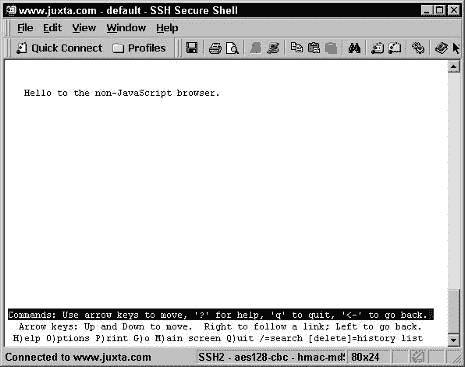 www.juxta.com - default - SSH Secure Shell
File Edit View Window Help
Quick Connect Profiles
Hello to the non-JavaScript browser.
Commands: Use arrow keys to move, '?' for help, 'q' to quit, '<-' to go back.
Arrow keys: Up and Down to move. Right to follow a link; Left to go back.
H)elp O)ptions P)rint G)o M)ain screen Q)uit /=search [delete]=history list
Connected to www.juxta.com SSH2 - aes128-cbc - hmac-md5 80x24